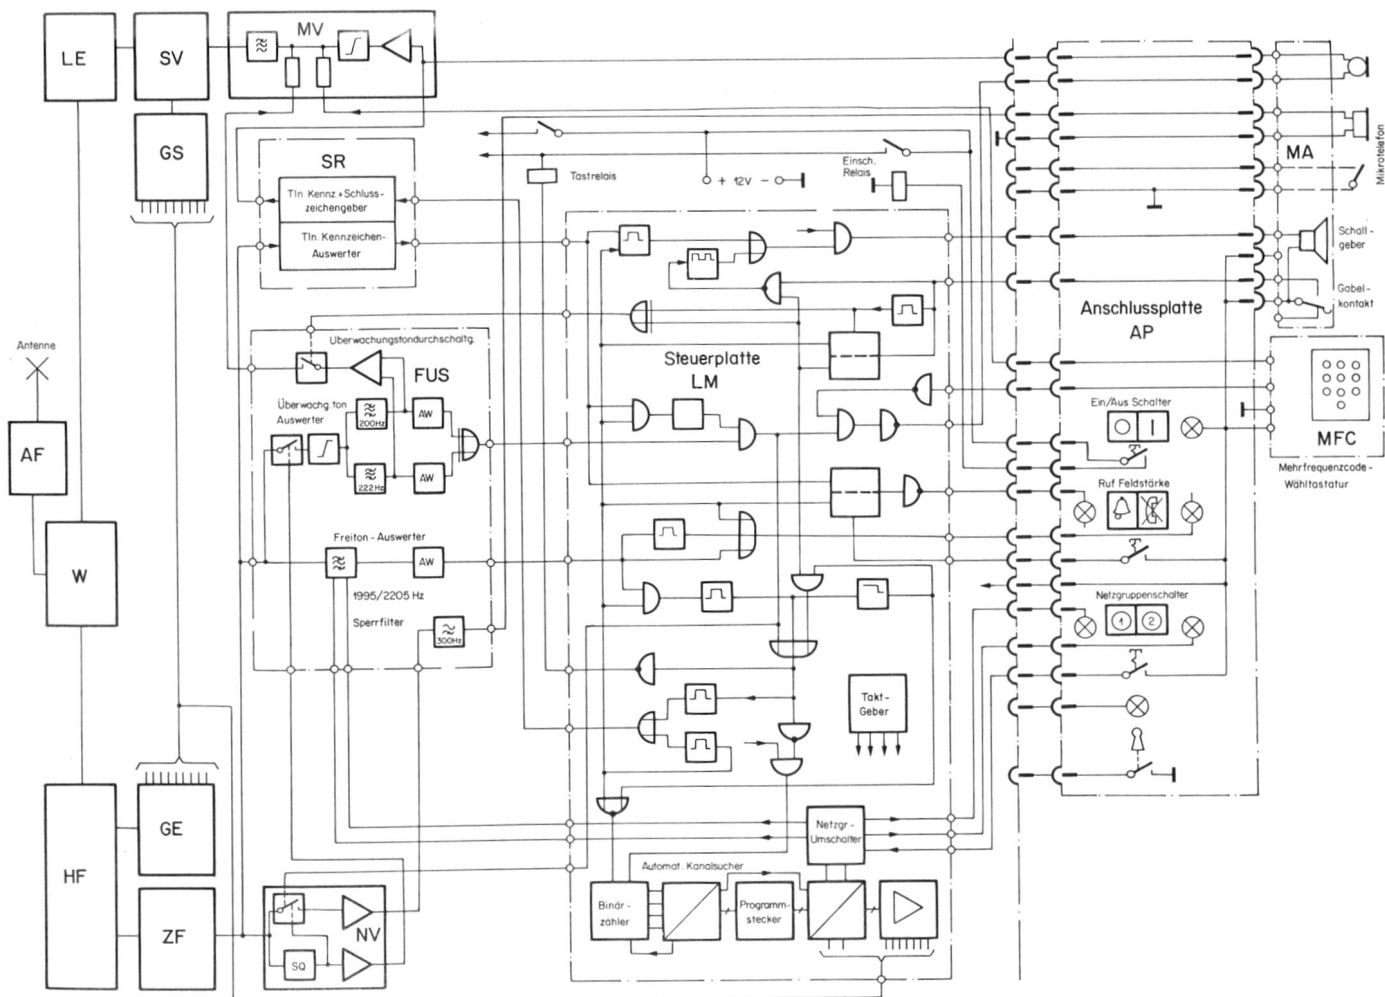 LE
SV
MV
GS
SR
Tln. Kennz.+Schluss-
zeichengeber
Tln. Kennzeichen-
Auswerter
Tastrelais
+ 12V -
Einsch.
Relais
MA
Mikrotelefon
Schall-
geber
Gabel-
kontakt
Anschlussplatte
AP
Steuerplatte
LM
Antenne
AF
W
Überwachungstondurchschaltg.
FUS
Überwachg.ton
Auswerter
200Hz
AW
222Hz
AW
Freiton-Auswerter
AW
1995/2205 Hz
Sperrfilter
300Hz
Ein/Aus Schalter
MFC
Mehrfrequenzcode-
Wähltastatur
Ruf Feldstärke
Netzgruppenschalter
1
2
Takt-
Geber
HF
GE
ZF
NV
SQ
Netzgr.-
Umschalter
Automat. Kanalsucher
Binär-
zähler
Programm-
stecker